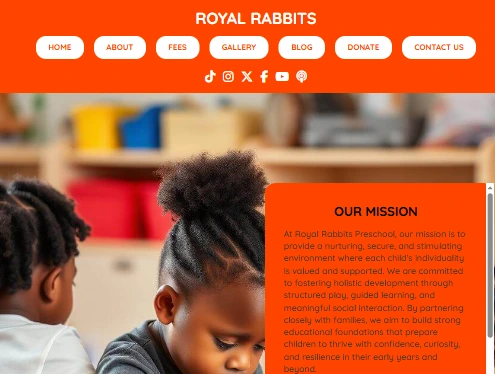 ROYAL RABBITS
HOME ABOUT FEES GALLERY BLOG DONATE CONTACT US
OUR MISSION
At Royal Rabbits Preschool, our mission is to
provide a nurturing, secure, and stimulating
environment where each child's individuality
is valued and supported. We are committed
to fostering holistic development through
structured play, guided learning, and
meaningful social interaction. By partnering
closely with families, we aim to build strong
educational foundations that prepare
children to thrive with confidence, curiosity,
and resilience in their early years and
beyond.